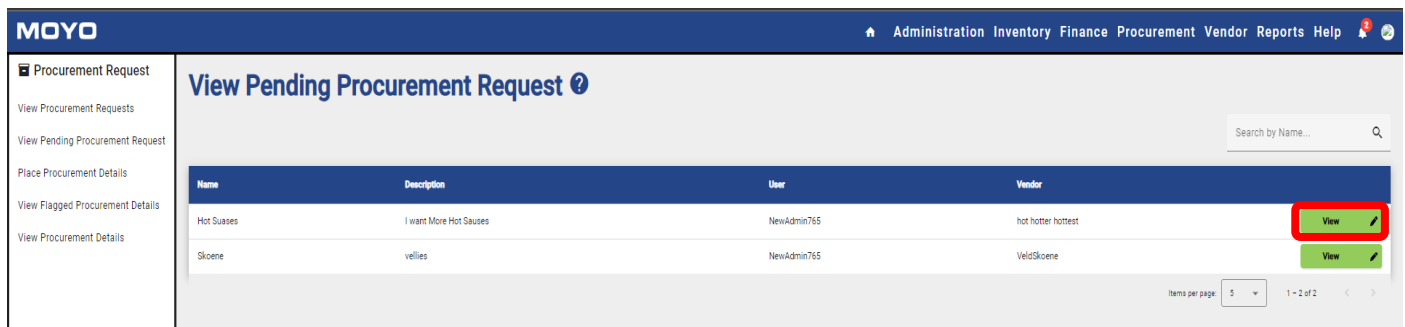 MOYO
Administration Inventory Finance Procurement Vendor Reports Help 2
Procurement Request
View Procurement Requests
View Pending Procurement Request
Place Procurement Details
View Flagged Procurement Details
View Procurement Details
View Pending Procurement Request ?
Search by Name...
Name Description User Vendor
Hot Suases I want More Hot Sauses NewAdmin765 hot hotter hottest View
Skoene vellies NewAdmin765 VeldSkoene View
Items per page: 5 1 – 2 of 2